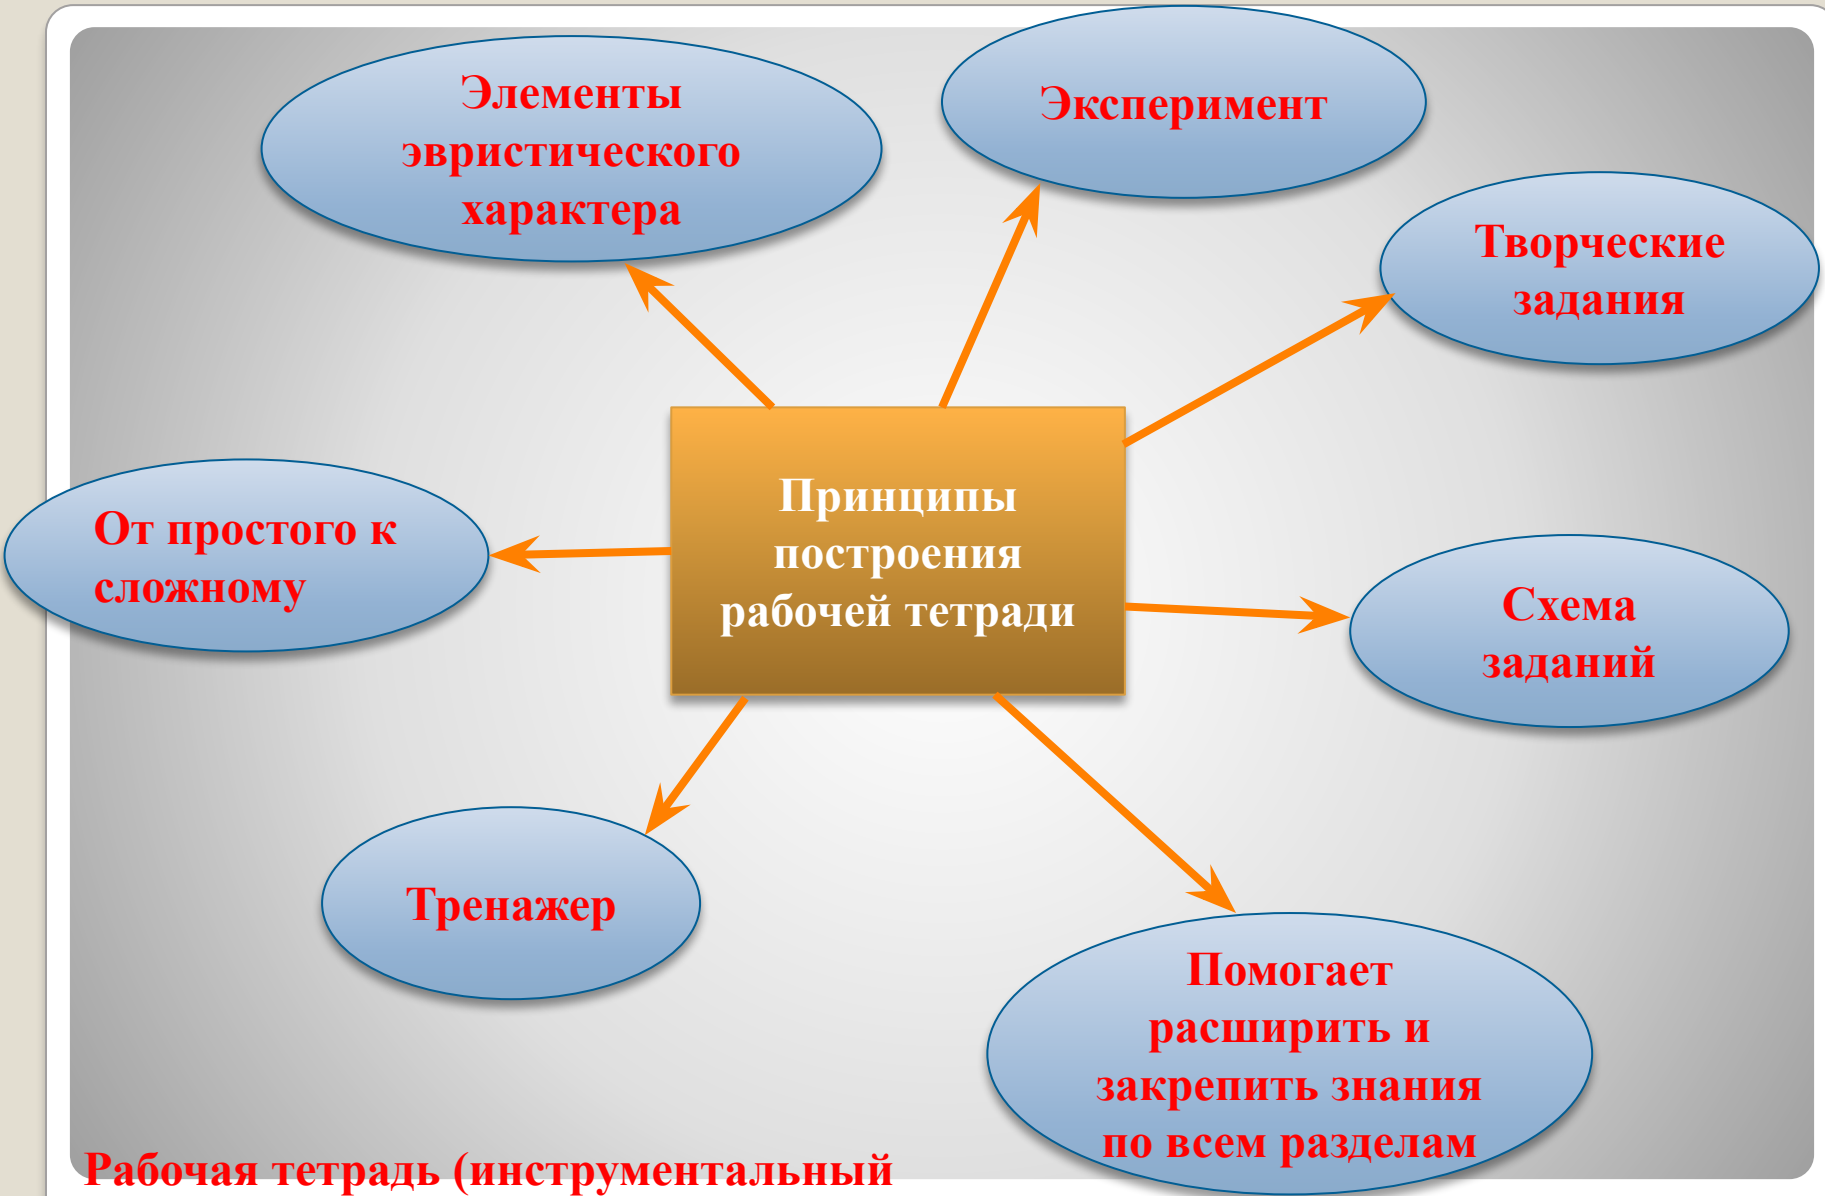 Элементы
эвристического
характера
Эксперимент
Творческие
задания
Принципы
построения
рабочей тетради
От простого к
сложному
Схема
заданий
Тренажер
Помогает
расширить и
закрепить знания
по всем разделам
Рабочая тетрадь (инструментальный